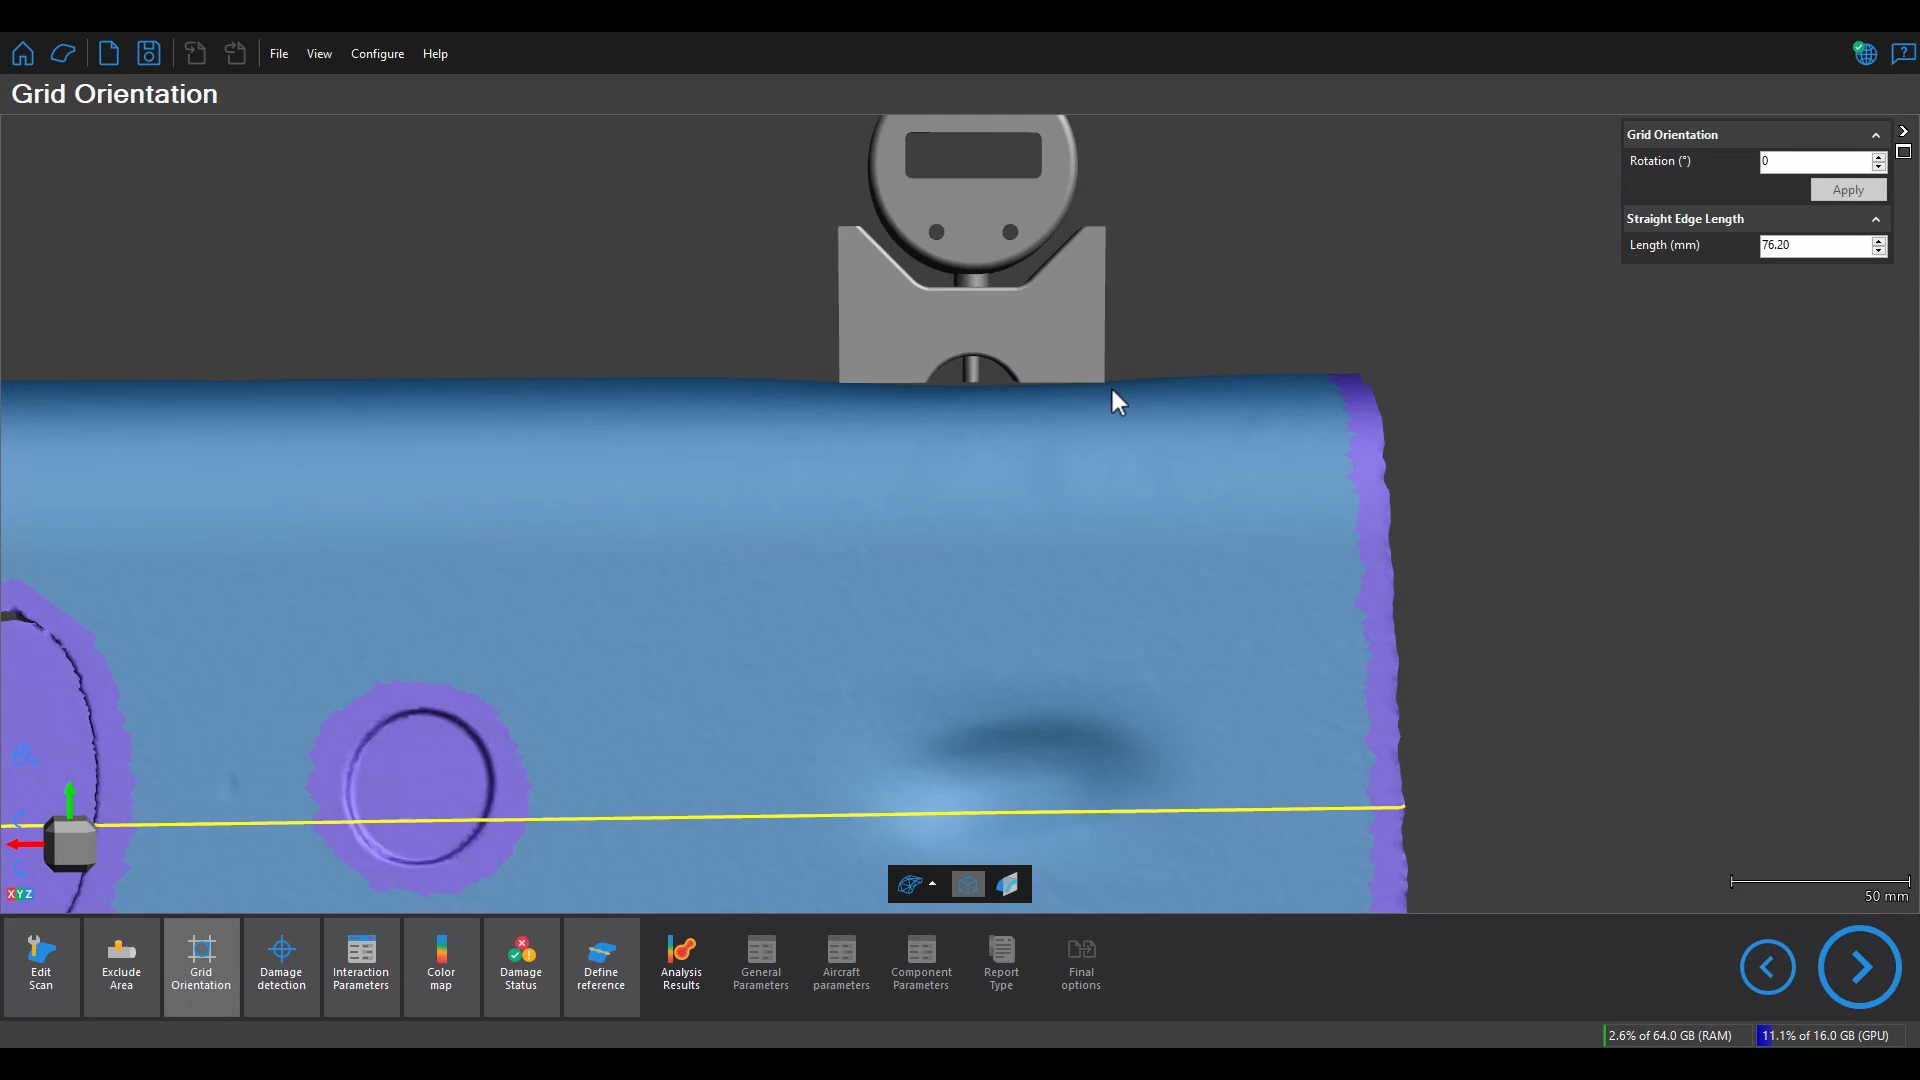 File View Configure Help
Grid Orientation
Grid Orientation
Rotation (°) 0
Apply
Straight Edge Length
Length (mm) 76.20
XYZ
50 mm
Edit
Scan
Exclude
Area
Grid
Orientation
Damage
detection
Interaction
Parameters
Color
map
Damage
Status
Define
reference
Analysis
Results
General
Parameters
Aircraft
parameters
Component
Parameters
Report
Type
Final
options
2.6% of 64.0 GB (RAM) 11.1% of 16.0 GB (GPU)